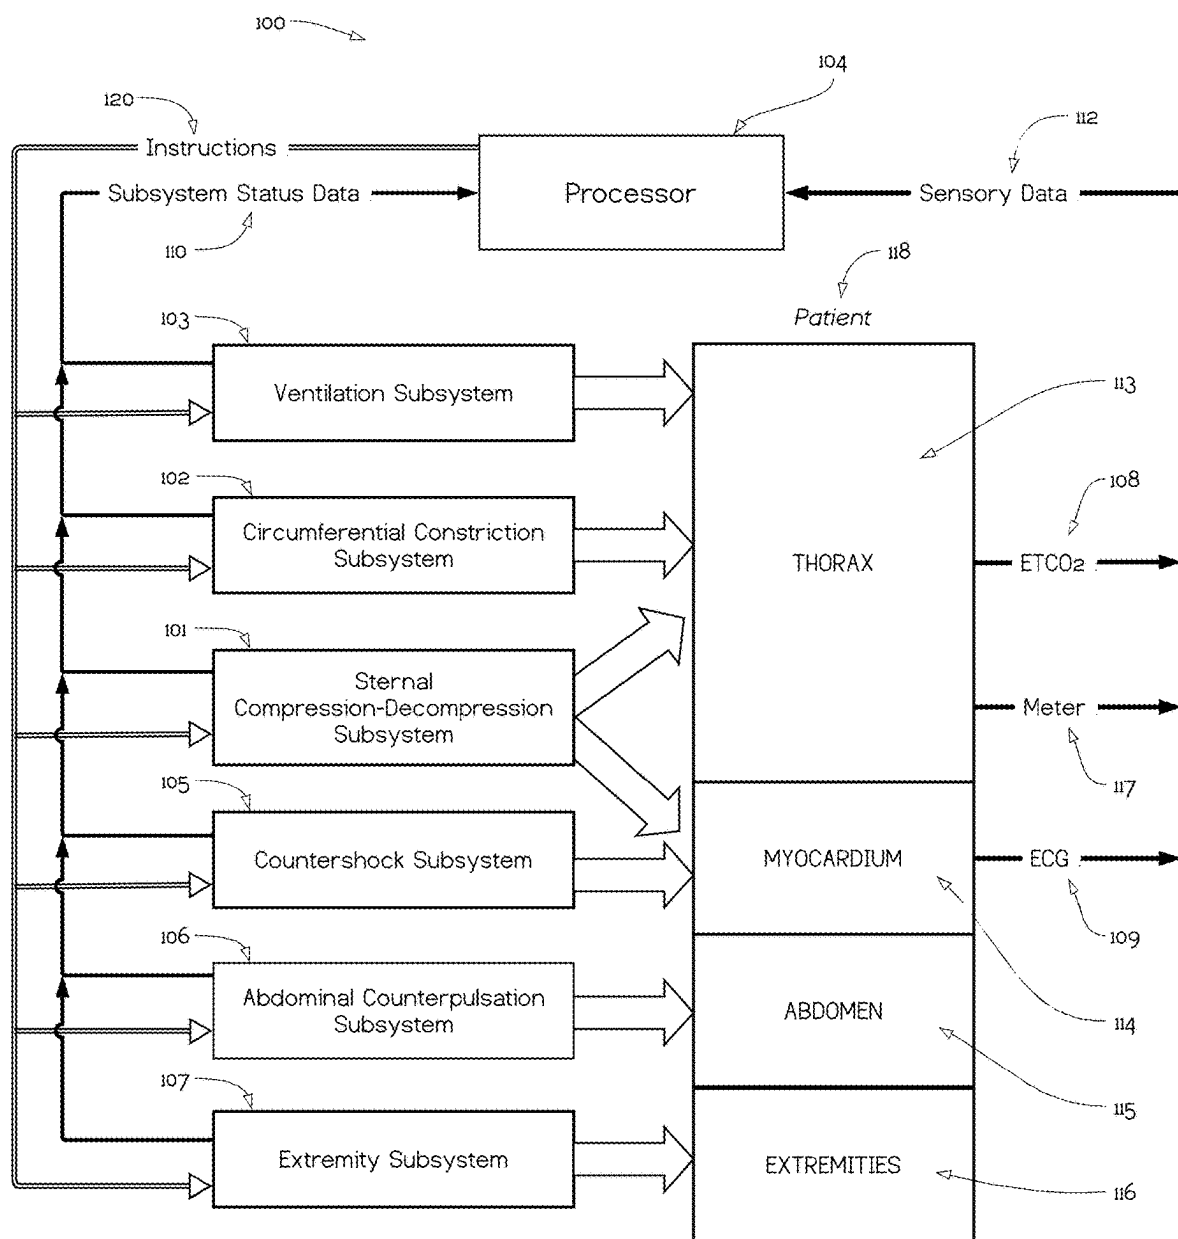 100
104
120
112
Instructions
Processor
Subsystem Status Data
Sensory Data
110
118
Patient
103
Ventilation Subsystem
113
102
108
Circumferential Constriction
Subsystem
THORAX
ETCO2
101
Sternal
Compression-Decompression
Subsystem
Meter
117
105
Countershock Subsystem
MYOCARDIUM
ECG
109
106
Abdominal Counterpulsation
Subsystem
ABDOMEN
114
107
115
Extremity Subsystem
EXTREMITIES
116